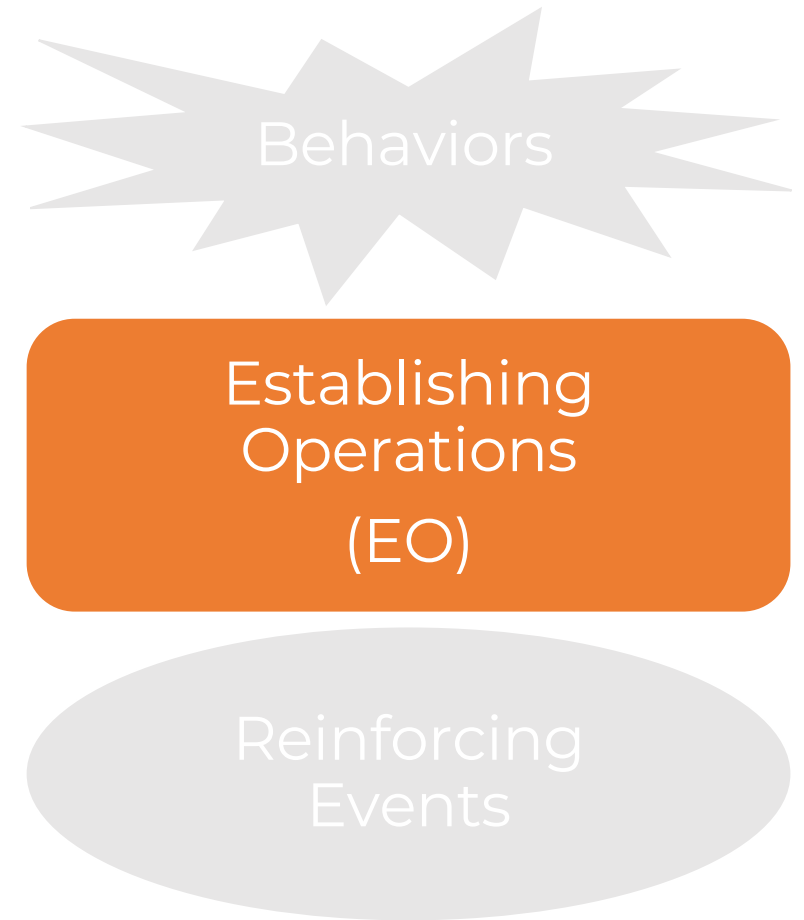 Behaviors
Establishing
Operations
(EO)
Reinforcing
Events